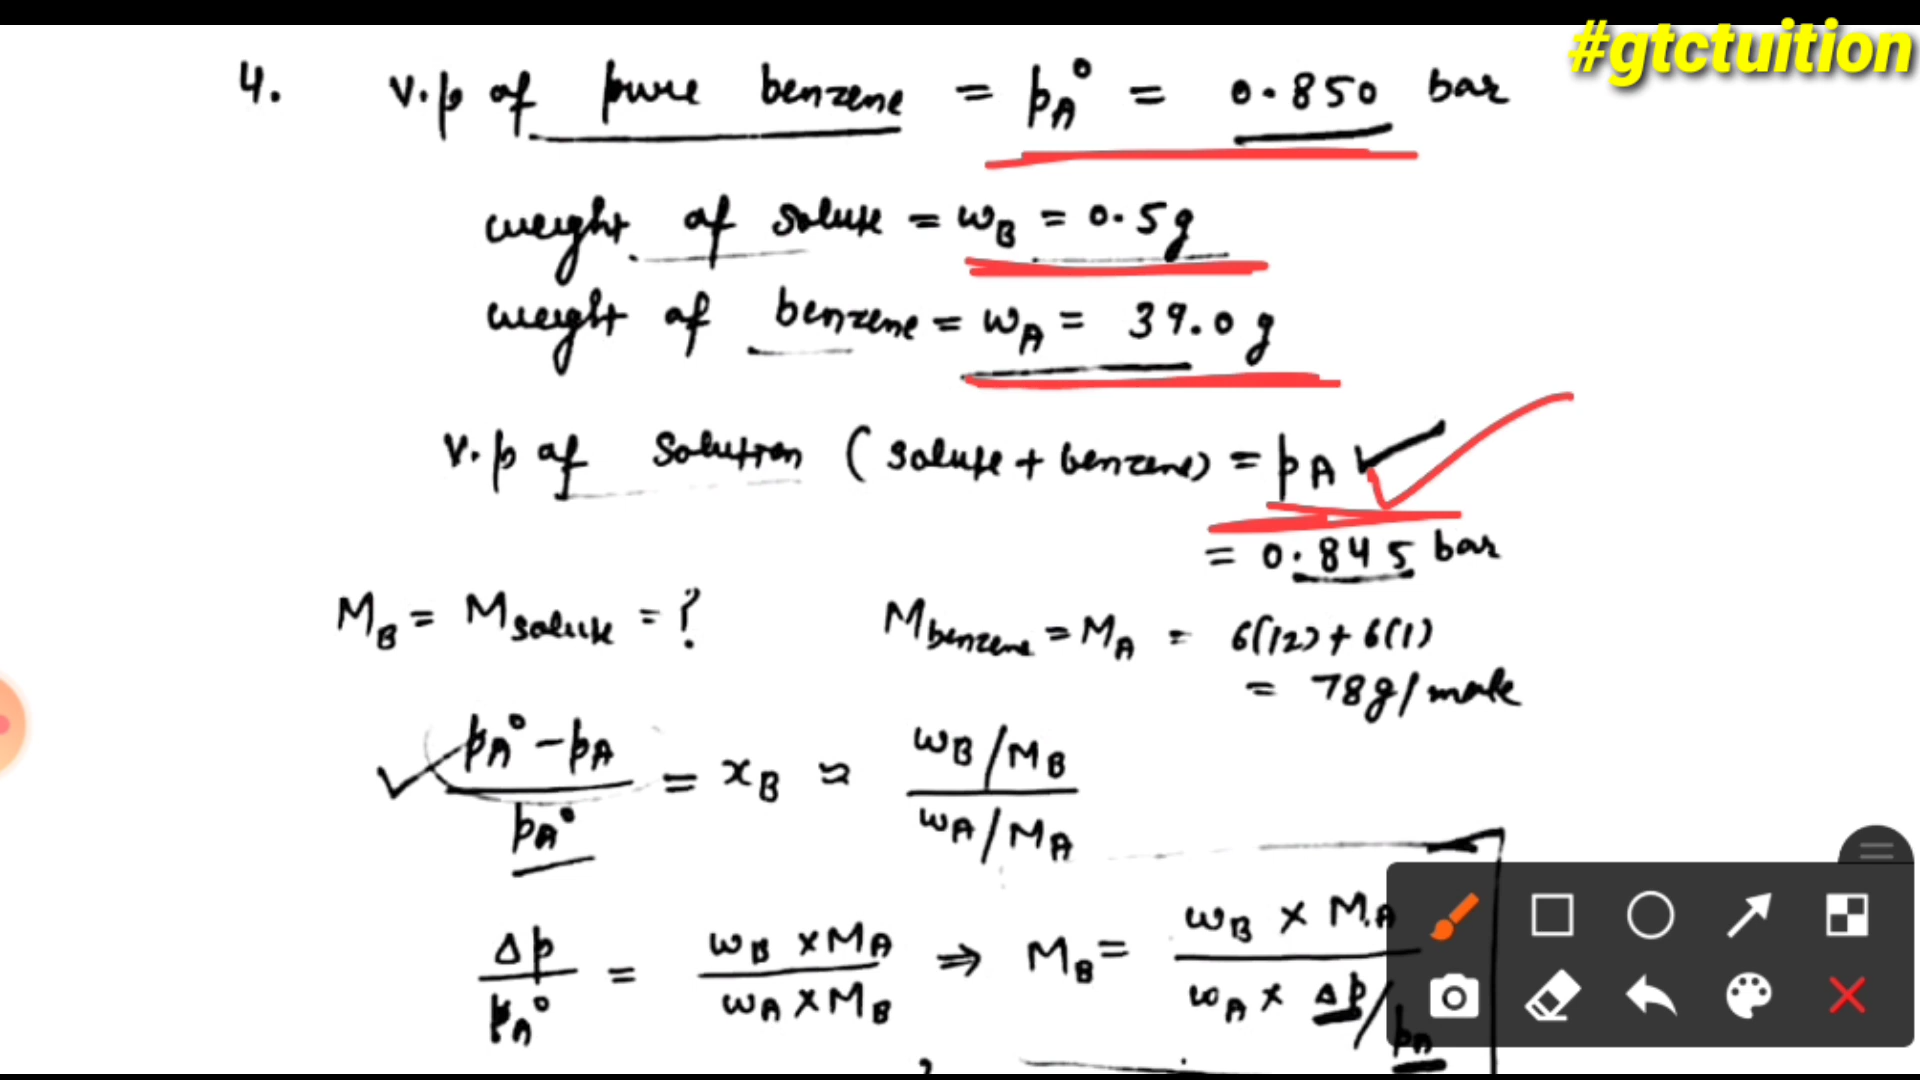 #gtctuition
4. v.p of pure benzene = pA° = 0.850 bar
weight of solute = wB = 0.5g
weight of benzene = wA = 39.0 g
v.p of Solution (solute + benzene) = pA ✓
= 0.845 bar
MB = Msolute = ? Mbenzene = MA = 6(12)+6(1)
= 78g/mole
✓ pA° - pA / pA° = xB ≈ wB/MB / wA/MA
Δp / pA° = wB × MA / wA × MB ⇒ MB = wB × MA / wA × Δp/pA